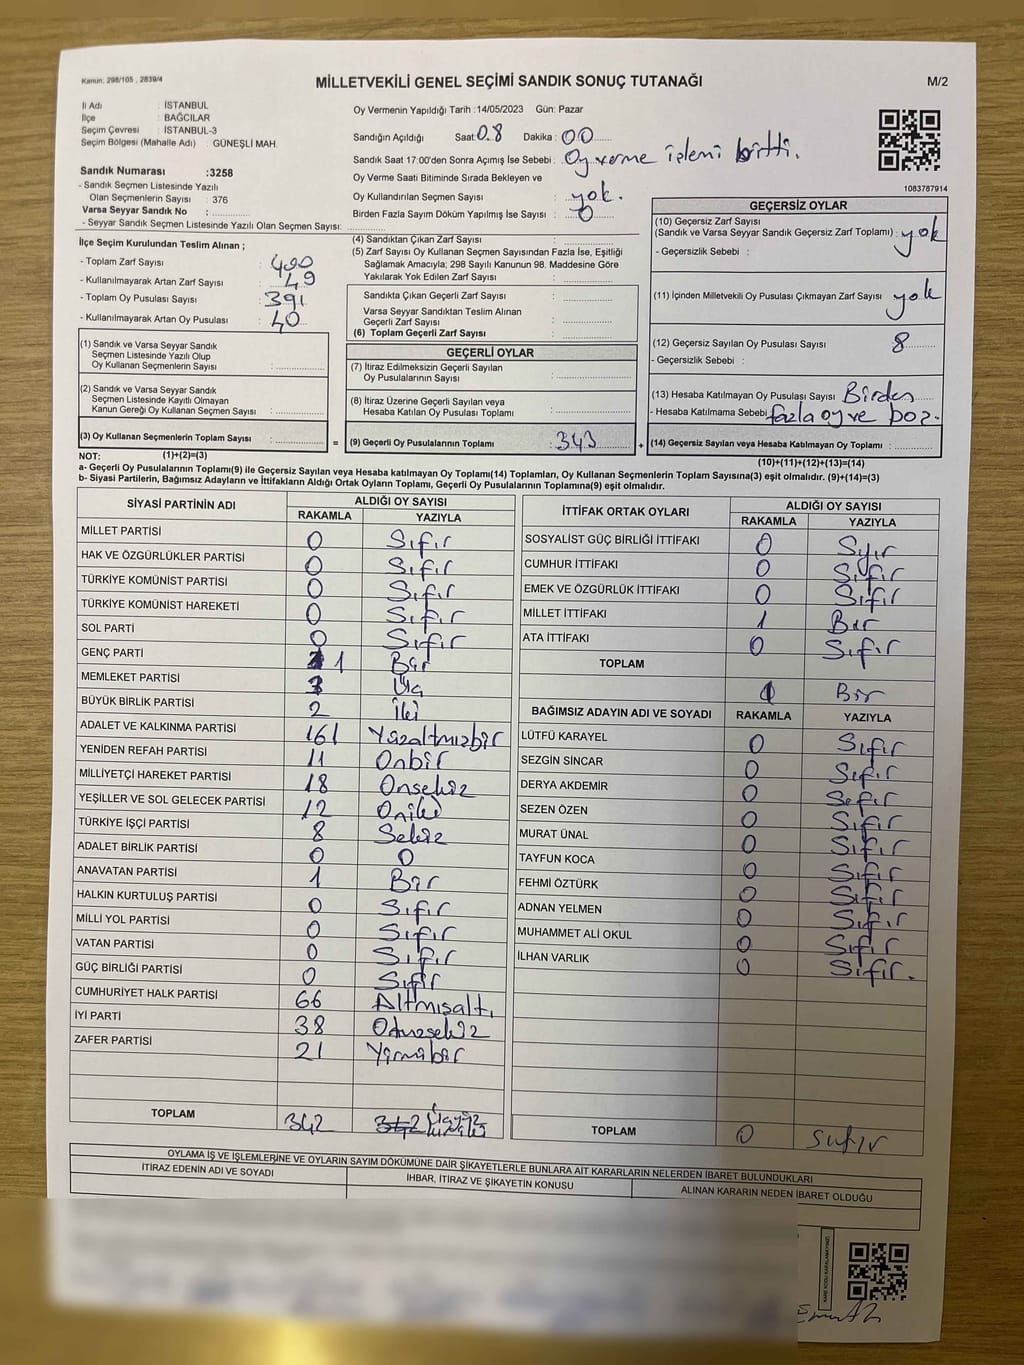 Kanun: 298/105 , 2839/4
MİLLETVEKİLİ GENEL SEÇİMİ SANDIK SONUÇ TUTANAĞI
M/2
İl Adı : İSTANBUL
İlçe : BAĞCILAR
Seçim Çevresi : İSTANBUL-3
Seçim Bölgesi (Mahalle Adı) : GÜNEŞLİ MAH.
Sandık Numarası :3258
- Sandık Seçmen Listesinde Yazılı
Olan Seçmenlerin Sayısı : 376
Varsa Seyyar Sandık No :
- Seyyar Sandık Seçmen Listesinde Yazılı Olan Seçmen Sayısı:
Oy Vermenin Yapıldığı Tarih :14/05/2023 Gün: Pazar
Sandığın Açıldığı Saat: 08 Dakika : 00
Sandık Saat 17:00'den Sonra Açımış İse Sebebi : Oy verme işlemi bitti.
Oy Verme Saati Bitiminde Sırada Bekleyen ve
Oy Kullandırılan Seçmen Sayısı : yok.
Birden Fazla Sayım Döküm Yapılmış İse Sayısı : 0
1083787914
İlçe Seçim Kurulundan Teslim Alınan ;
- Toplam Zarf Sayısı : 400
- Kullanılmayarak Artan Zarf Sayısı : 49
- Toplam Oy Pusulası Sayısı : 391
- Kullanılmayarak Artan Oy Pusulası : 40
(1) Sandık ve Varsa Seyyar Sandık
Seçmen Listesinde Yazılı Olup
Oy Kullanan Seçmenlerin Sayısı :
(2) Sandık ve Varsa Seyyar Sandık
Seçmen Listesinde Kayıtlı Olmayan
Kanun Gereği Oy Kullanan Seçmen Sayısı :
(3) Oy Kullanan Seçmenlerin Toplam Sayısı :
(1)+(2)=(3)
(4) Sandıktan Çıkan Zarf Sayısı :
(5) Zarf Sayısı Oy Kullanan Seçmen Sayısından Fazla İse, Eşitliği
Sağlamak Amacıyla; 298 Sayılı Kanunun 98. Maddesine Göre
Yakılarak Yok Edilen Zarf Sayısı :
Sandıkta Çıkan Geçerli Zarf Sayısı :
Varsa Seyyar Sandıktan Teslim Alınan
Geçerli Zarf Sayısı :
(6) Toplam Geçerli Zarf Sayısı :
GEÇERLİ OYLAR
(7) İtiraz Edilmeksizin Geçerli Sayılan
Oy Pusulalarının Sayısı :
(8) İtiraz Üzerine Geçerli Sayılan veya
Hesaba Katılan Oy Pusulası Toplamı :
= (9) Geçerli Oy Pusulalarının Toplamı : 343 +
GEÇERSİZ OYLAR
(10) Geçersiz Zarf Sayısı
(Sandık ve Varsa Seyyar Sandık Geçersiz Zarf Toplamı) : yok
- Geçersizlik Sebebi :
(11) İçinden Milletvekili Oy Pusulası Çıkmayan Zarf Sayısı : yok
(12) Geçersiz Sayılan Oy Pusulası Sayısı : 8
- Geçersizlik Sebebi :
(13) Hesaba Katılmayan Oy Pusulası Sayısı : Birden
- Hesaba Katılmama Sebebi : fazla oy ve boz.
(14) Geçersiz Sayılan veya Hesaba Katılmayan Oy Toplamı :
(10)+(11)+(12)+(13)=(14)
NOT:
a- Geçerli Oy Pusulalarının Toplamı(9) ile Geçersiz Sayılan veya Hesaba katılmayan Oy Toplamı(14) Toplamları, Oy Kullanan Seçmenlerin Toplam Sayısına(3) eşit olmalıdır. (9)+(14)=(3)
b- Siyasi Partilerin, Bağımsız Adayların ve İttifakların Aldığı Ortak Oyların Toplamı, Geçerli Oy Pusulalarının Toplamına(9) eşit olmalıdır.
SİYASİ PARTİNİN ADI ALDIĞI OY SAYISI
RAKAMLA YAZIYLA
MİLLET PARTİSİ 0 Sıfır
HAK VE ÖZGÜRLÜKLER PARTİSİ 0 Sıfır
TÜRKİYE KOMÜNİST PARTİSİ 0 Sıfır
TÜRKİYE KOMÜNİST HAREKETİ 0 Sıfır
SOL PARTİ 0 Sıfır
GENÇ PARTİ 1 Bir
MEMLEKET PARTİSİ 3 Üç
BÜYÜK BİRLİK PARTİSİ 2 İki
ADALET VE KALKINMA PARTİSİ 161 Yüzaltmışbir
YENİDEN REFAH PARTİSİ 11 Onbir
MİLLİYETÇİ HAREKET PARTİSİ 18 Onsekiz
YEŞİLLER VE SOL GELECEK PARTİSİ 12 Oniki
TÜRKİYE İŞÇİ PARTİSİ 8 Sekiz
ADALET BİRLİK PARTİSİ 0 0
ANAVATAN PARTİSİ 1 Bir
HALKIN KURTULUŞ PARTİSİ 0 Sıfır
MİLLİ YOL PARTİSİ 0 Sıfır
VATAN PARTİSİ 0 Sıfır
GÜÇ BİRLİĞİ PARTİSİ 0 Sıfır
CUMHURİYET HALK PARTİSİ 66 Altmışaltı
İYİ PARTİ 38 Otuzsekiz
ZAFER PARTİSİ 21 Yirmibir
TOPLAM 342 342
İTTİFAK ORTAK OYLARI ALDIĞI OY SAYISI
RAKAMLA YAZIYLA
SOSYALİST GÜÇ BİRLİĞİ İTTİFAKI 0 Sıfır
CUMHUR İTTİFAKI 0 Sıfır
EMEK VE ÖZGÜRLÜK İTTİFAKI 0 Sıfır
MİLLET İTTİFAKI 1 Bir
ATA İTTİFAKI 0 Sıfır
TOPLAM 1 Bir
BAĞIMSIZ ADAYIN ADI VE SOYADI RAKAMLA YAZIYLA
LÜTFÜ KARAYEL 0 Sıfır
SEZGİN SİNCAR 0 Sıfır
DERYA AKDEMİR 0 Sıfır
SEZEN ÖZEN 0 Sıfır
MURAT ÜNAL 0 Sıfır
TAYFUN KOCA 0 Sıfır
FEHMİ ÖZTÜRK 0 Sıfır
ADNAN YELMEN 0 Sıfır
MUHAMMET ALİ OKUL 0 Sıfır
İLHAN VARLIK 0 Sıfır.
TOPLAM 0 Sıfır
OYLAMA İŞ VE İŞLEMLERİNE VE OYLARIN SAYIM DÖKÜMÜNE DAİR ŞİKAYETLERLE BUNLARA AİT KARARLARIN NELERDEN İBARET BULUNDUKLARI
İTİRAZ EDENİN ADI VE SOYADI
İHBAR, İTİRAZ VE ŞİKAYETİN KONUSU
ALINAN KARARIN NEDEN İBARET OLDUĞU